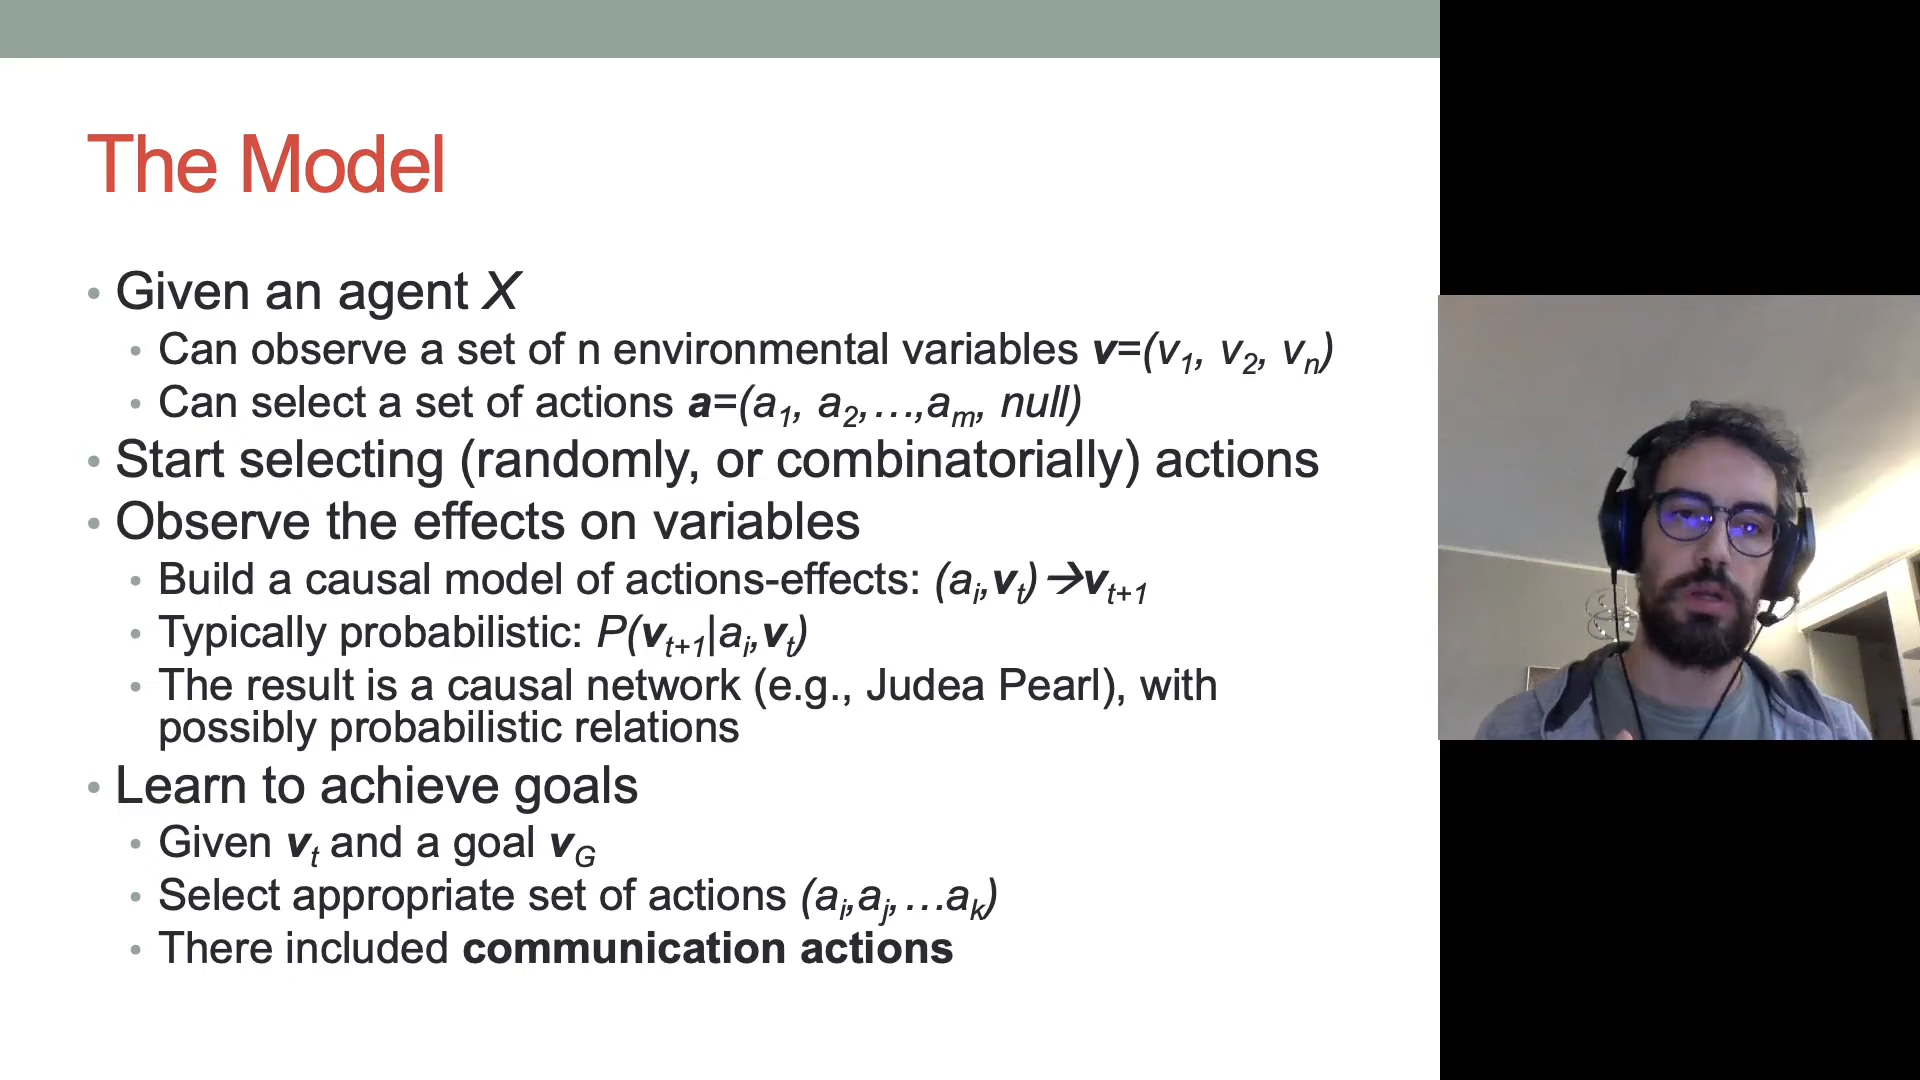 The Model
• Given an agent X
• Can observe a set of n environmental variables v=(v1, v2, vn)
• Can select a set of actions a=(a1, a2,…,am, null)
• Start selecting (randomly, or combinatorially) actions
• Observe the effects on variables
• Build a causal model of actions-effects: (ai,vt)→vt+1
• Typically probabilistic: P(vt+1|ai,vt)
• The result is a causal network (e.g., Judea Pearl), with
possibly probabilistic relations
• Learn to achieve goals
• Given vt and a goal vG
• Select appropriate set of actions (ai,aj,…ak)
• There included communication actions